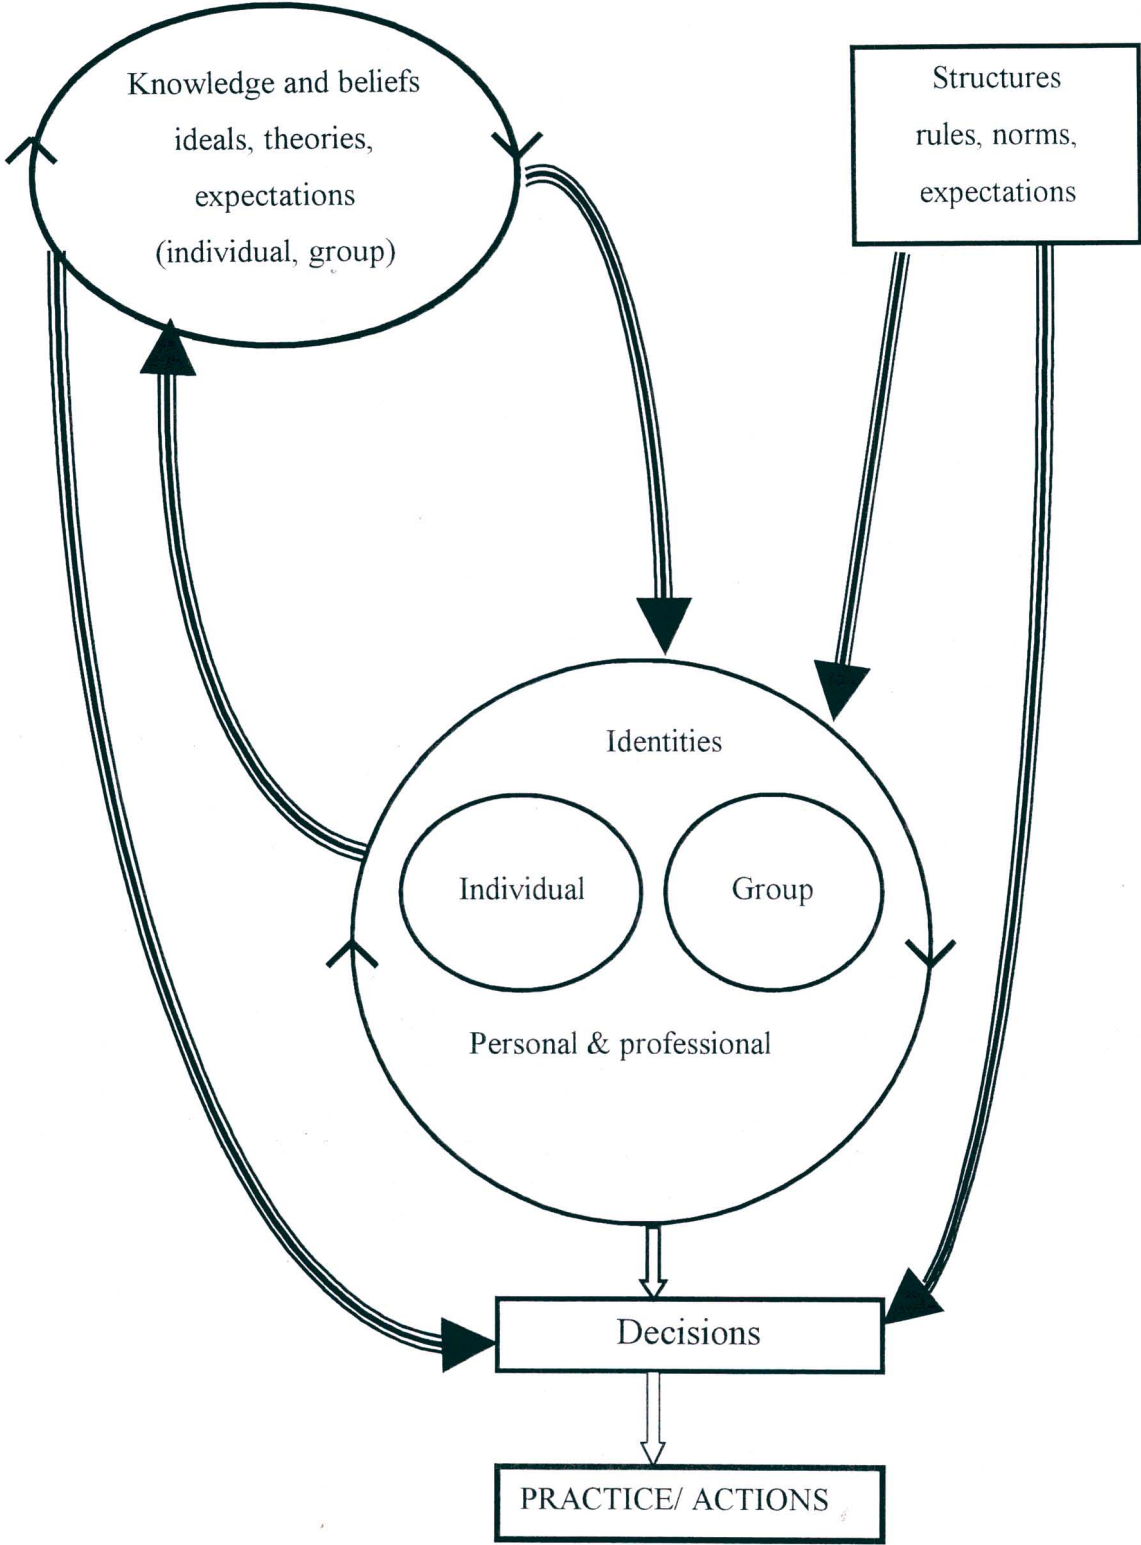 Knowledge and beliefs
ideals, theories,
expectations
(individual, group)
Structures
rules, norms,
expectations
Identities
Individual
Group
Personal & professional
Decisions
PRACTICE/ ACTIONS